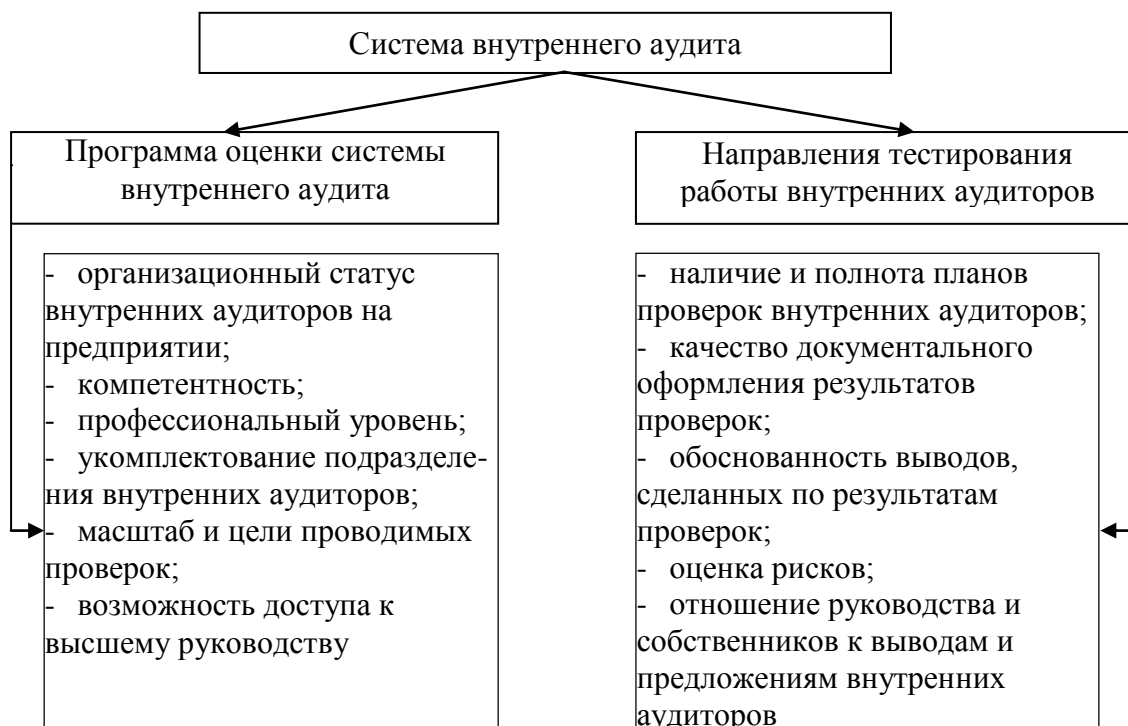 Система внутреннего аудита
Программа оценки системы
внутреннего аудита
Направления тестирования
работы внутренних аудиторов
- организационный статус
внутренних аудиторов на
предприятии;
- компетентность;
- профессиональный уровень;
- укомплектование подразделе-
ния внутренних аудиторов;
- масштаб и цели проводимых
проверок;
- возможность доступа к
высшему руководству
- наличие и полнота планов
проверок внутренних аудиторов;
- качество документального
оформления результатов
проверок;
- обоснованность выводов,
сделанных по результатам
проверок;
- оценка рисков;
- отношение руководства и
собственников к выводам и
предложениям внутренних
аудиторов